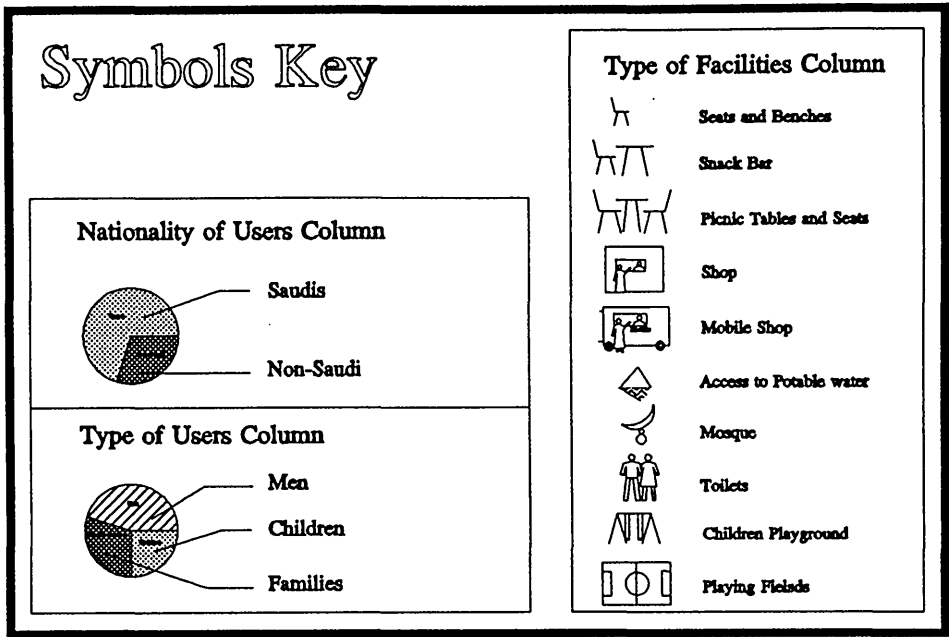 Symbols Key
Nationality of Users Column
Saudis
Non-Saudi
Type of Users Column
Men
Children
Families
Type of Facilities Column
Seats and Benches
Snack Bar
Picnic Tables and Seats
Shop
Mobile Shop
Access to Potable water
Mosque
Toilets
Children Playground
Playing Fielsds